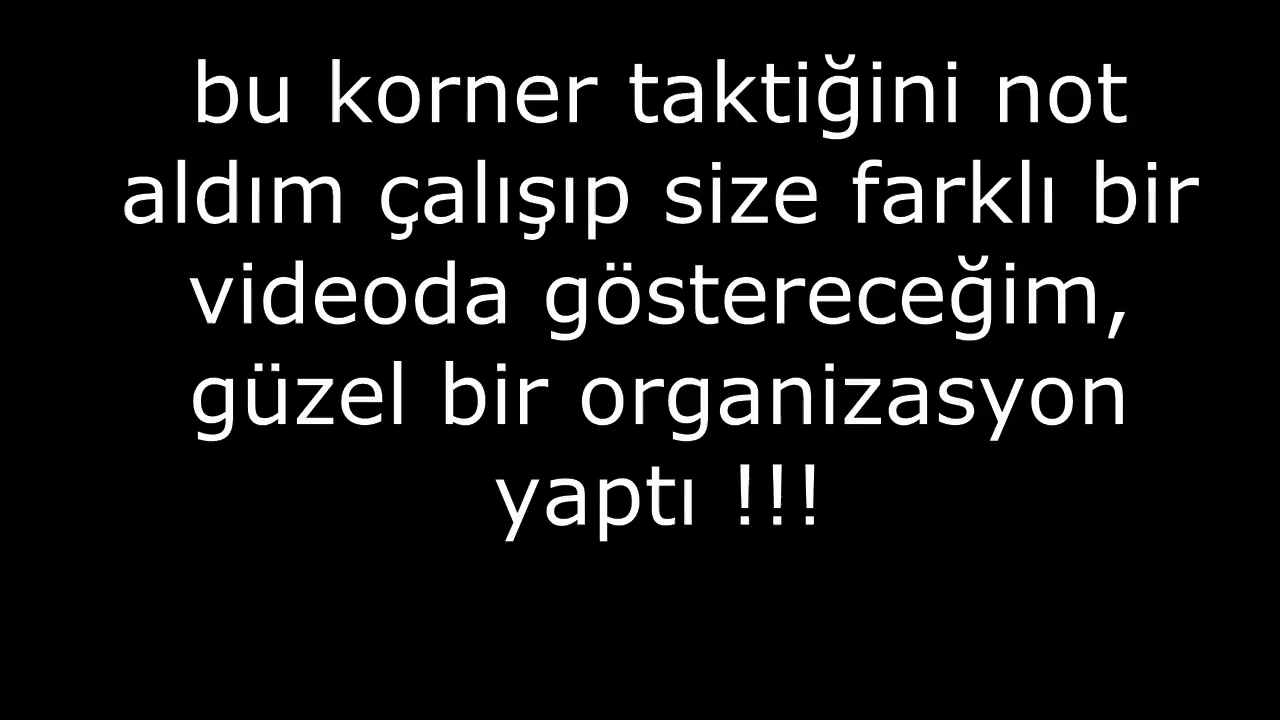 bu korner taktiğini not
aldım çalışıp size farklı bir
videoda göstereceğim,
güzel bir organizasyon
yaptı !!!